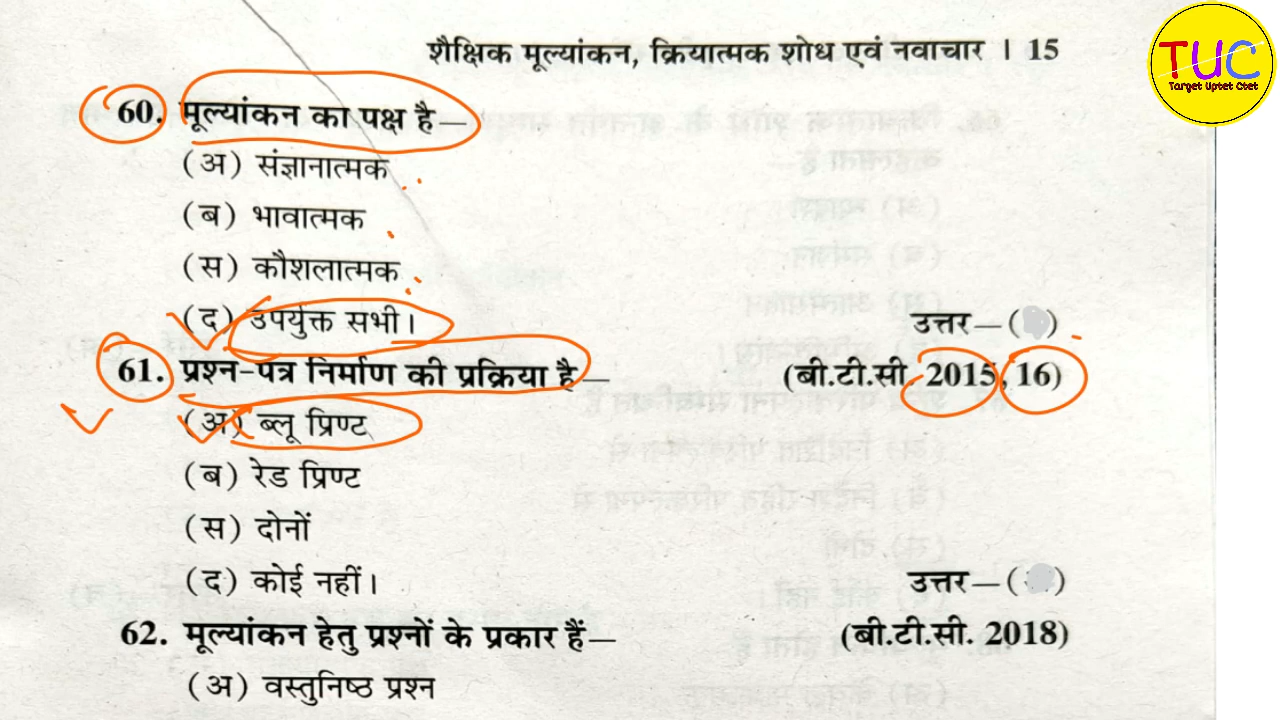 शैक्षिक मूल्यांकन, क्रियात्मक शोध एवं नवाचार । 15
TUC
Target Uptet Ctet
60. मूल्यांकन का पक्ष है—
(अ) संज्ञानात्मक
(ब) भावात्मक
(स) कौशलात्मक
(द) उपर्युक्त सभी। उत्तर—( )
61. प्रश्न-पत्र निर्माण की प्रक्रिया है— (बी.टी.सी. 2015, 16)
(अ) ब्लू प्रिण्ट
(ब) रेड प्रिण्ट
(स) दोनों
(द) कोई नहीं। उत्तर—( )
62. मूल्यांकन हेतु प्रश्नों के प्रकार हैं— (बी.टी.सी. 2018)
(अ) वस्तुनिष्ठ प्रश्न